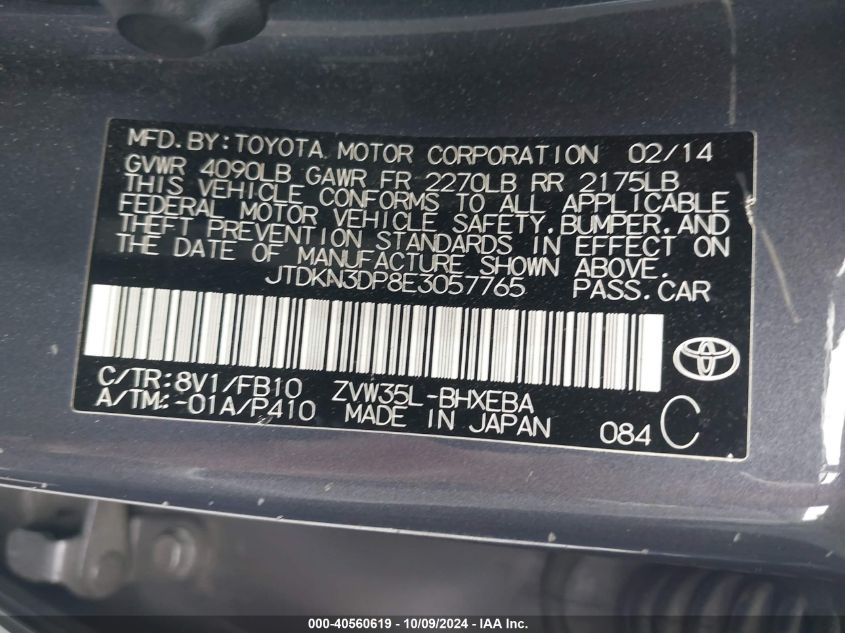 MFD.BY:TOYOTA MOTOR CORPORATION 02/14
GVWR 4090LB GAWR FR 2270LB RR 2175LB
THIS VEHICLE CONFORMS TO ALL APPLICABLE
FEDERAL MOTOR VEHICLE SAFETY,BUMPER,AND
THEFT PREVENTION STANDARDS IN EFFECT ON
THE DATE OF MANUFACTURE SHOWN ABOVE.
JTDKN3DP8E3057765 PASS.CAR
C/TR:8V1/FB10 ZVW35L-BHXEBA
A/TM:-01A/P410 MADE IN JAPAN 084 C
000-40560619 - 10/09/2024 - IAA Inc.